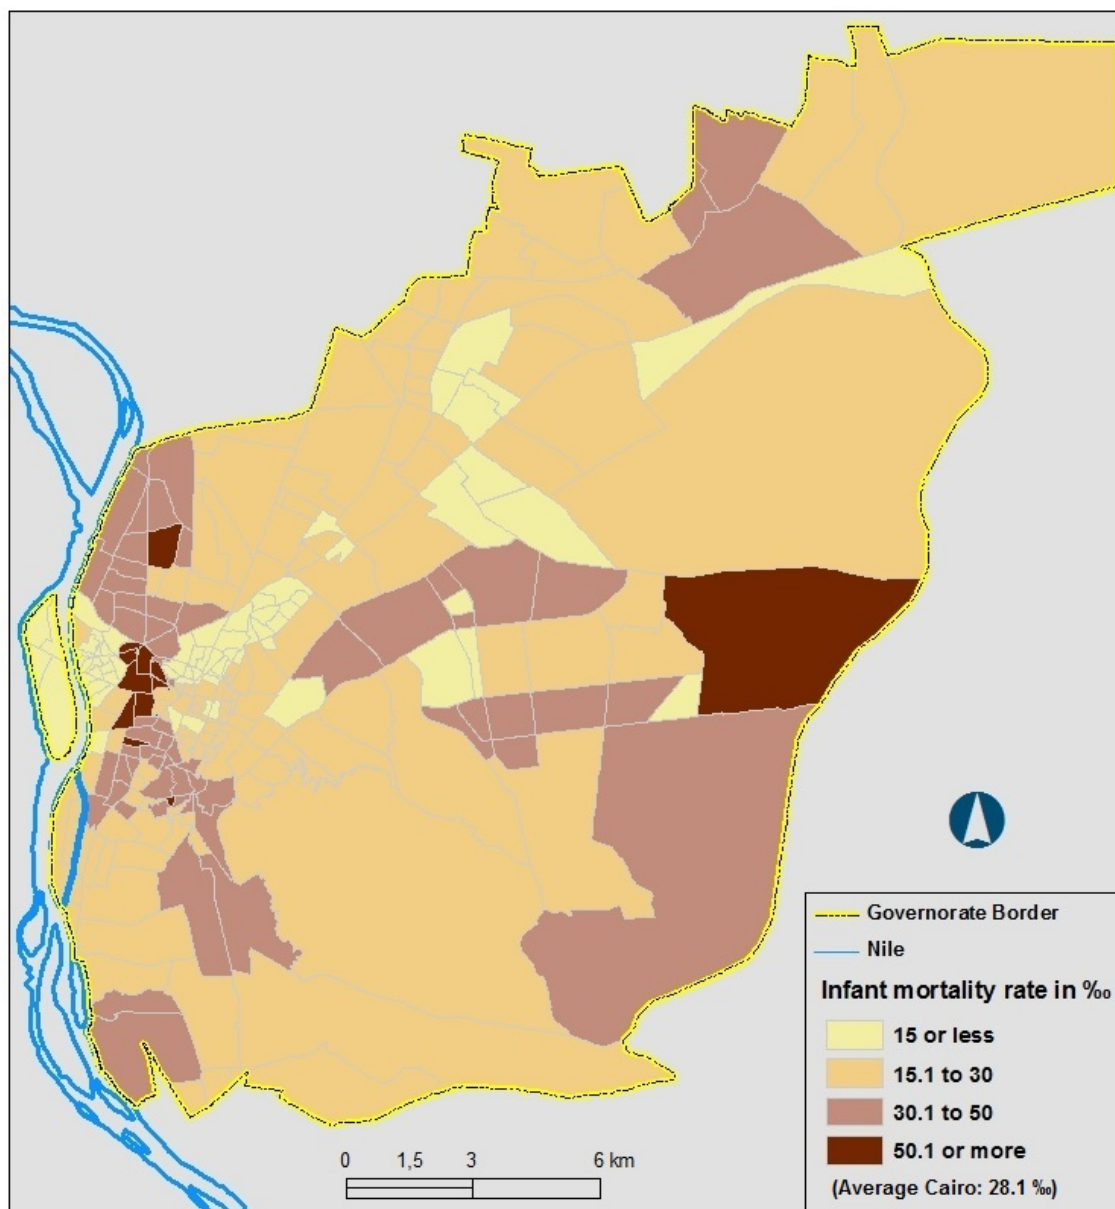 0 1,5 3 6 km
Governorate Border
Nile
Infant mortality rate in ‰
15 or less
15.1 to 30
30.1 to 50
50.1 or more
(Average Cairo: 28.1 ‰)